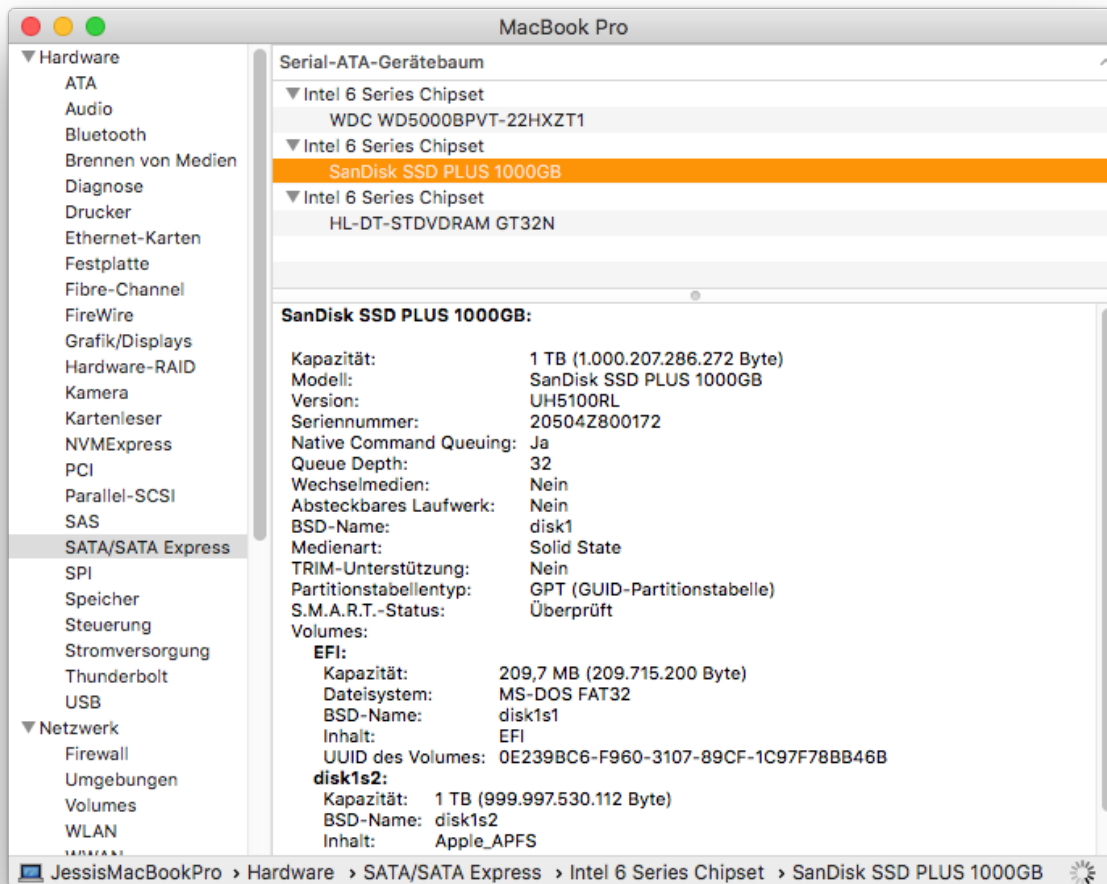 MacBook Pro
Hardware
ATA
Audio
Bluetooth
Brennen von Medien
Diagnose
Drucker
Ethernet-Karten
Festplatte
Fibre-Channel
FireWire
Grafik/Displays
Hardware-RAID
Kamera
Kartenleser
NVMExpress
PCI
Parallel-SCSI
SAS
SATA/SATA Express
SPI
Speicher
Steuerung
Stromversorgung
Thunderbolt
USB
Netzwerk
Firewall
Umgebungen
Volumes
WLAN
Serial-ATA-Gerätebaum
Intel 6 Series Chipset
WDC WD5000BPVT-22HXZT1
Intel 6 Series Chipset
SanDisk SSD PLUS 1000GB
Intel 6 Series Chipset
HL-DT-STDVDRAM GT32N
SanDisk SSD PLUS 1000GB:
Kapazität: 1 TB (1.000.207.286.272 Byte)
Modell: SanDisk SSD PLUS 1000GB
Version: UH5100RL
Seriennummer: 20504Z800172
Native Command Queuing: Ja
Queue Depth: 32
Wechselmedien: Nein
Absteckbares Laufwerk: Nein
BSD-Name: disk1
Medienart: Solid State
TRIM-Unterstützung: Nein
Partitionstabellentyp: GPT (GUID-Partitionstabelle)
S.M.A.R.T.-Status: Überprüft
Volumes:
EFI:
Kapazität: 209,7 MB (209.715.200 Byte)
Dateisystem: MS-DOS FAT32
BSD-Name: disk1s1
Inhalt: EFI
UUID des Volumes: 0E239BC6-F960-3107-89CF-1C97F78BB46B
disk1s2:
Kapazität: 1 TB (999.997.530.112 Byte)
BSD-Name: disk1s2
Inhalt: Apple_APFS
JessisMacBookPro › Hardware › SATA/SATA Express › Intel 6 Series Chipset › SanDisk SSD PLUS 1000GB